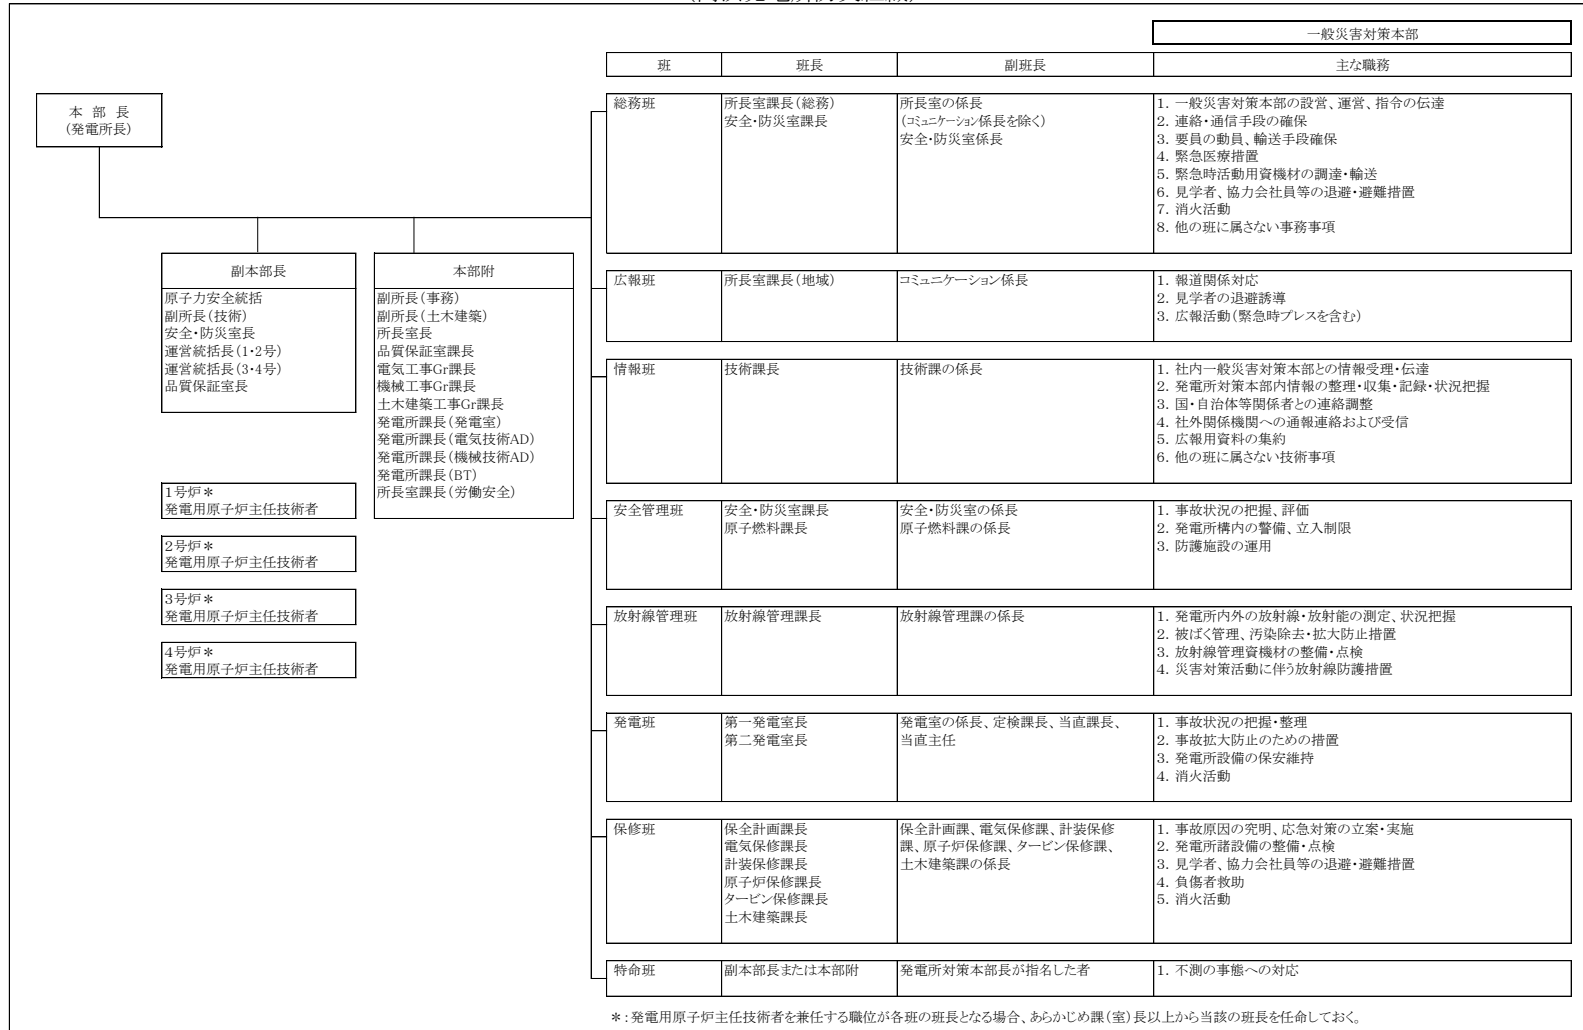 一般災害対策本部
班 班長 副班長 主な職務
本 部 長
(発電所長)
副本部長
原子力安全統括
副所長(技術)
安全・防災室長
運営統括長(1・2号)
運営統括長(3・4号)
品質保証室長
本部附
副所長(事務)
副所長(土木建築)
所長室長
品質保証室課長
電気工事Gr課長
機械工事Gr課長
土木建築工事Gr課長
発電所課長(発電室)
発電所課長(電気技術AD)
発電所課長(機械技術AD)
発電所課長(BT)
所長室課長(労働安全)
1号炉*
発電用原子炉主任技術者
2号炉*
発電用原子炉主任技術者
3号炉*
発電用原子炉主任技術者
4号炉*
発電用原子炉主任技術者
総務班
所長室課長(総務)
安全・防災室課長
所長室の係長
(コミュニケーション係長を除く)
安全・防災室係長
1. 一般災害対策本部の設営、運営、指令の伝達
2. 連絡・通信手段の確保
3. 要員の動員、輸送手段確保
4. 緊急医療措置
5. 緊急時活動用資機材の調達・輸送
6. 見学者、協力会社員等の退避・避難措置
7. 消火活動
8. 他の班に属さない事務事項
広報班
所長室課長(地域)
コミュニケーション係長
1. 報道関係対応
2. 見学者の退避誘導
3. 広報活動(緊急時プレスを含む)
情報班
技術課長
技術課の係長
1. 社内一般災害対策本部との情報受理・伝達
2. 発電所対策本部内情報の整理・収集・記録・状況把握
3. 国・自治体等関係者との連絡調整
4. 社外関係機関への通報連絡および受信
5. 広報用資料の集約
6. 他の班に属さない技術事項
安全管理班
安全・防災室課長
原子燃料課長
安全・防災室の係長
原子燃料課の係長
1. 事故状況の把握、評価
2. 発電所構内の警備、立入制限
3. 防護施設の運用
放射線管理班
放射線管理課長
放射線管理課の係長
1. 発電所内外の放射線・放射能の測定、状況把握
2. 被ばく管理、汚染除去・拡大防止措置
3. 放射線管理資機材の整備・点検
4. 災害対策活動に伴う放射線防護措置
発電班
第一発電室長
第二発電室長
発電室の係長、定検課長、当直課長、
当直主任
1. 事故状況の把握・整理
2. 事故拡大防止のための措置
3. 発電所設備の保安維持
4. 消火活動
保修班
保全計画課長
電気保修課長
計装保修課長
原子炉保修課長
タービン保修課長
土木建築課長
保全計画課、電気保修課、計装保修
課、原子炉保修課、タービン保修課、
土木建築課の係長
1. 事故原因の究明、応急対策の立案・実施
2. 発電所諸設備の整備・点検
3. 見学者、協力会社員等の退避・避難措置
4. 負傷者救助
5. 消火活動
特命班
副本部長または本部附
発電所対策本部長が指名した者
1. 不測の事態への対応
*:発電用原子炉主任技術者を兼任する職位が各班の班長となる場合、あらかじめ課(室)長以上から当該の班長を任命しておく。